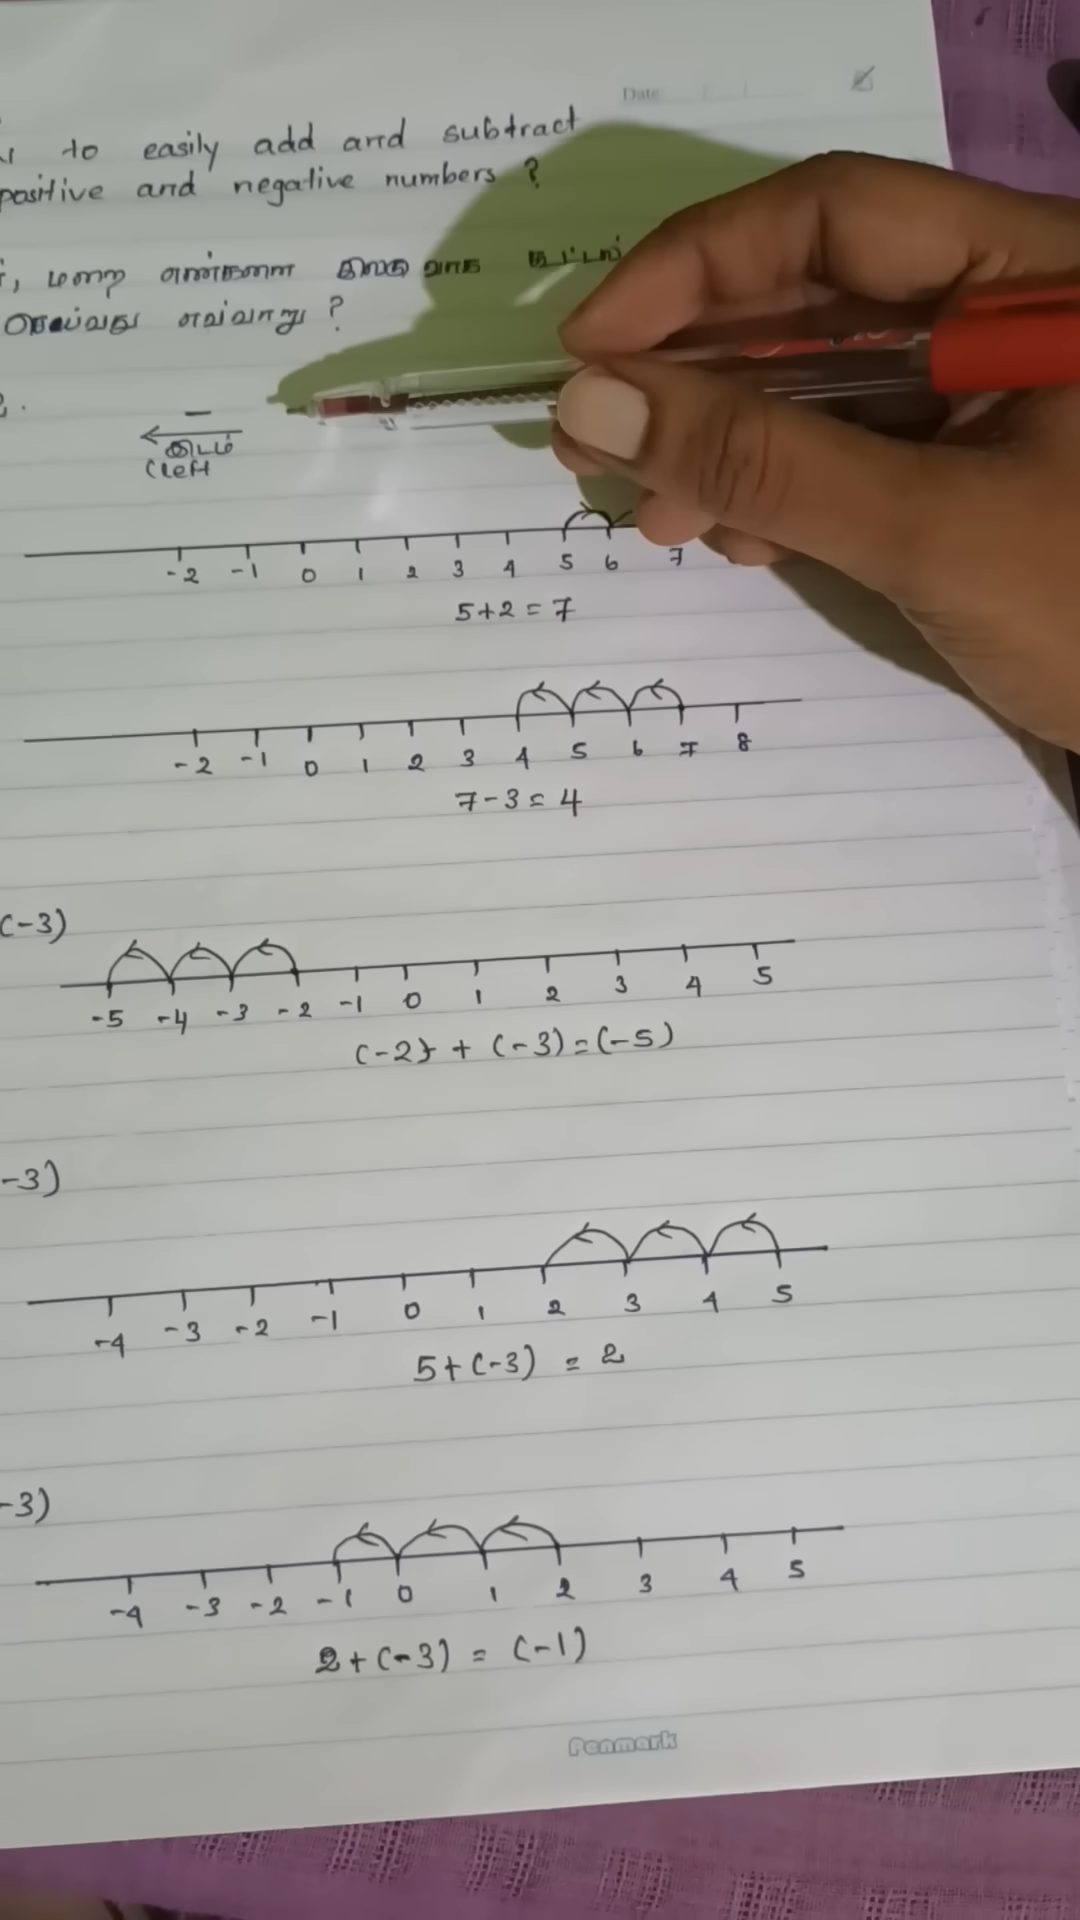 Date
to easily add and subtract
positive and negative numbers ?
, மறை எண்களை இலகுவாக கூட்டல்
செய்வது எவ்வாறு ?
−
இடம்
(left
-2 -1 0 1 2 3 4 5 6 7
5+2 = 7
-2 -1 0 1 2 3 4 5 6 7 8
7-3 = 4
(-3)
-5 -4 -3 -2 -1 0 1 2 3 4 5
(-2) + (-3) = (-5)
-3)
-4 -3 -2 -1 0 1 2 3 4 5
5+(-3) = 2
-3)
-4 -3 -2 -1 0 1 2 3 4 5
2+(-3) = (-1)
Penmark